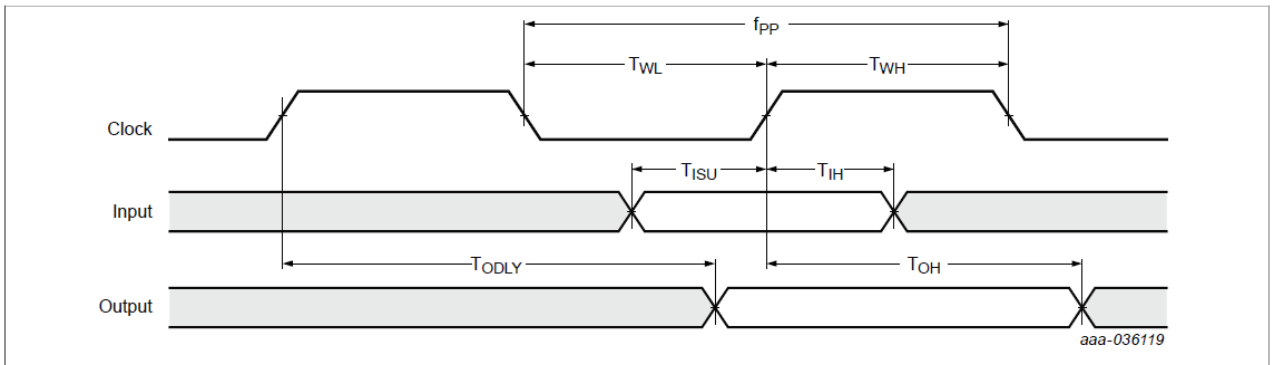 fPP
TWL
TWH
Clock
TISU
TIH
Input
TODLY
TOH
Output
aaa-036119